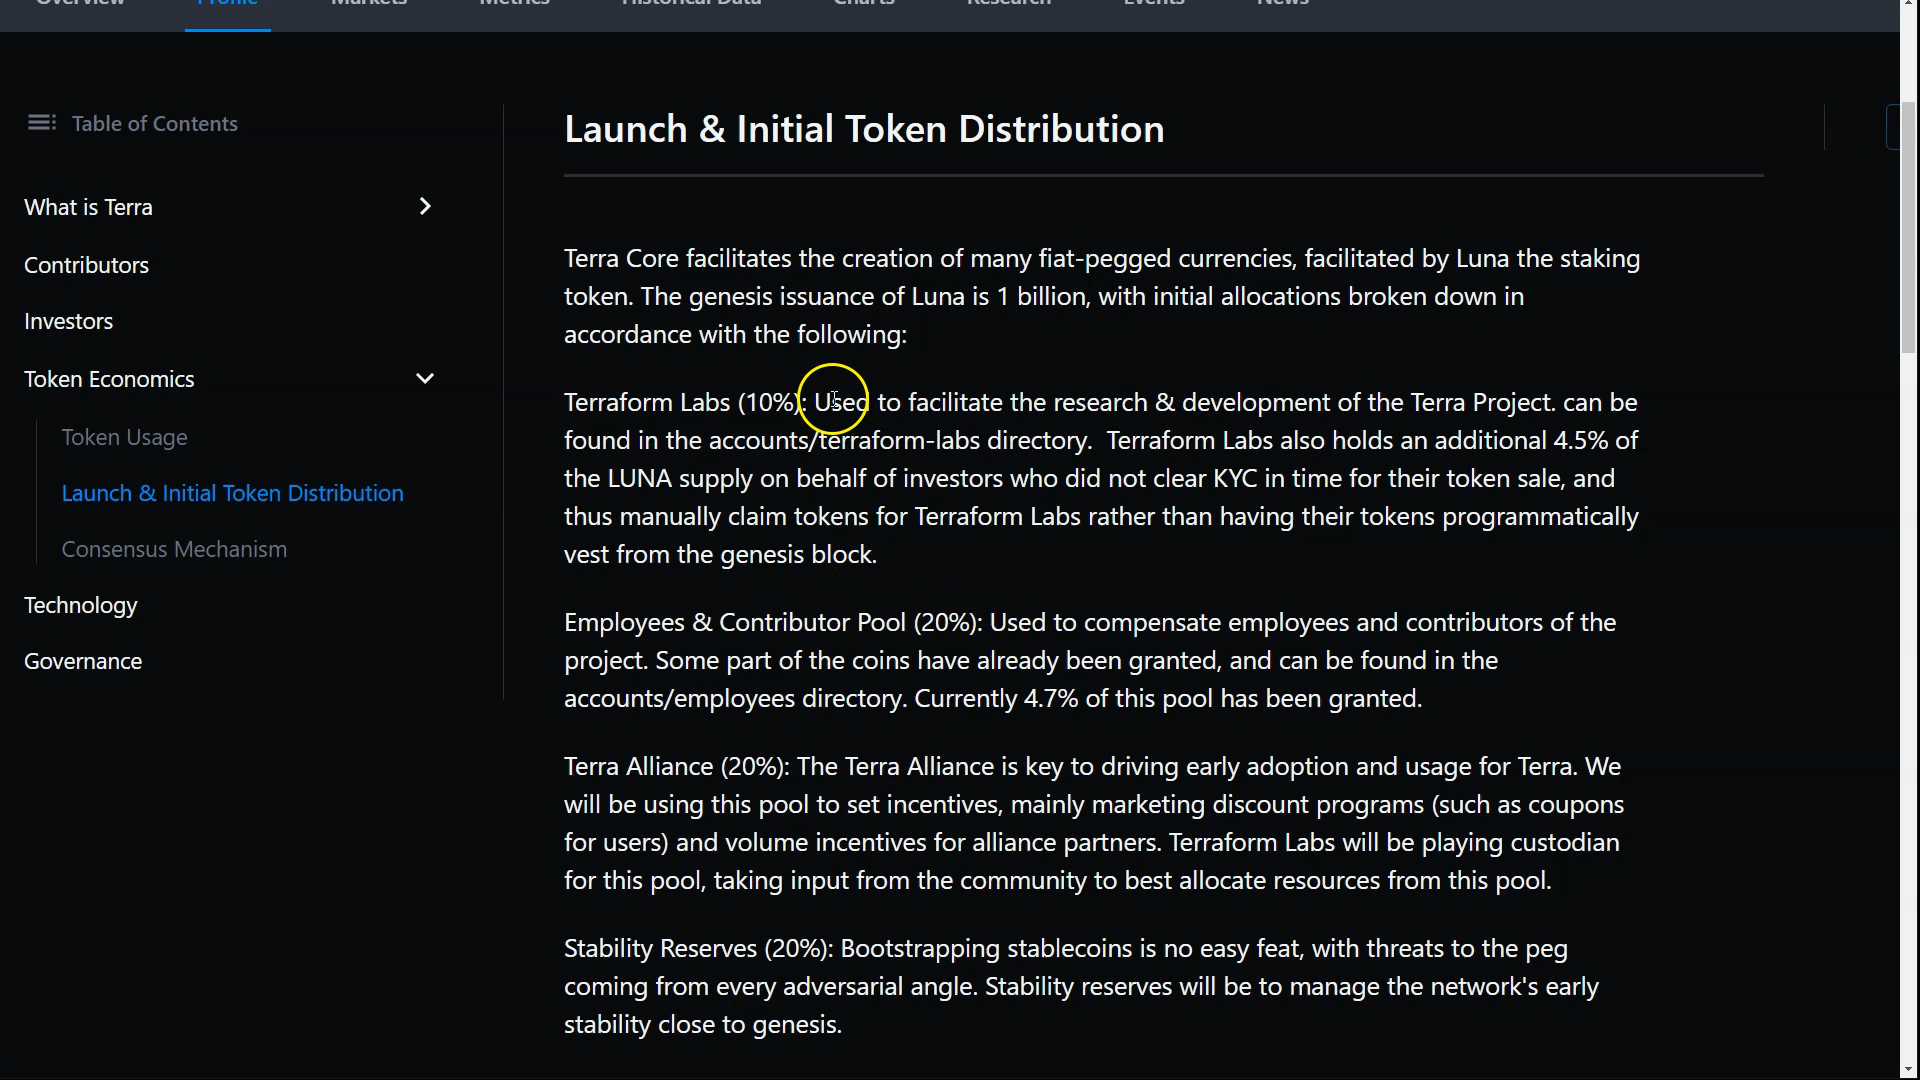 Overview Profile Markets Metrics Historical Data Charts Research Events News
Table of Contents
What is Terra
Contributors
Investors
Token Economics
Token Usage
Launch & Initial Token Distribution
Consensus Mechanism
Technology
Governance
Launch & Initial Token Distribution
Terra Core facilitates the creation of many fiat-pegged currencies, facilitated by Luna the staking
token. The genesis issuance of Luna is 1 billion, with initial allocations broken down in
accordance with the following:
Terraform Labs (10%): Used to facilitate the research & development of the Terra Project. can be
found in the accounts/terraform-labs directory.  Terraform Labs also holds an additional 4.5% of
the LUNA supply on behalf of investors who did not clear KYC in time for their token sale, and
thus manually claim tokens for Terraform Labs rather than having their tokens programmatically
vest from the genesis block.
Employees & Contributor Pool (20%): Used to compensate employees and contributors of the
project. Some part of the coins have already been granted, and can be found in the
accounts/employees directory. Currently 4.7% of this pool has been granted.
Terra Alliance (20%): The Terra Alliance is key to driving early adoption and usage for Terra. We
will be using this pool to set incentives, mainly marketing discount programs (such as coupons
for users) and volume incentives for alliance partners. Terraform Labs will be playing custodian
for this pool, taking input from the community to best allocate resources from this pool.
Stability Reserves (20%): Bootstrapping stablecoins is no easy feat, with threats to the peg
coming from every adversarial angle. Stability reserves will be to manage the network's early
stability close to genesis.